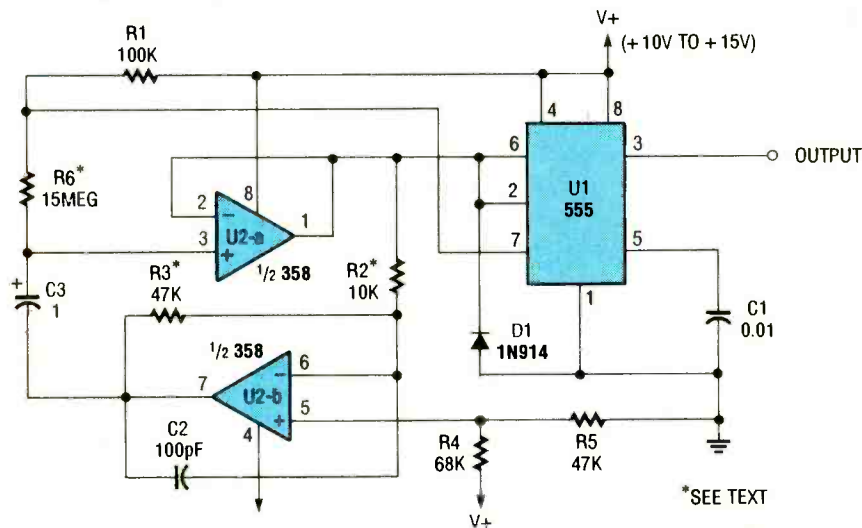 R1
100K
V+
(+10V TO +15V)
4
8
R6*
15MEG
8
2
−
3
+
1
U2-a
1/2 358
6
3
OUTPUT
2
U1
555
7
5
1
+
C3
1
R3*
47K
R2*
10K
D1
1N914
C1
0.01
1/2 358
7
6
−
U2-b
5
+
4
C2
100pF
R4
68K
R5
47K
V+
*SEE TEXT